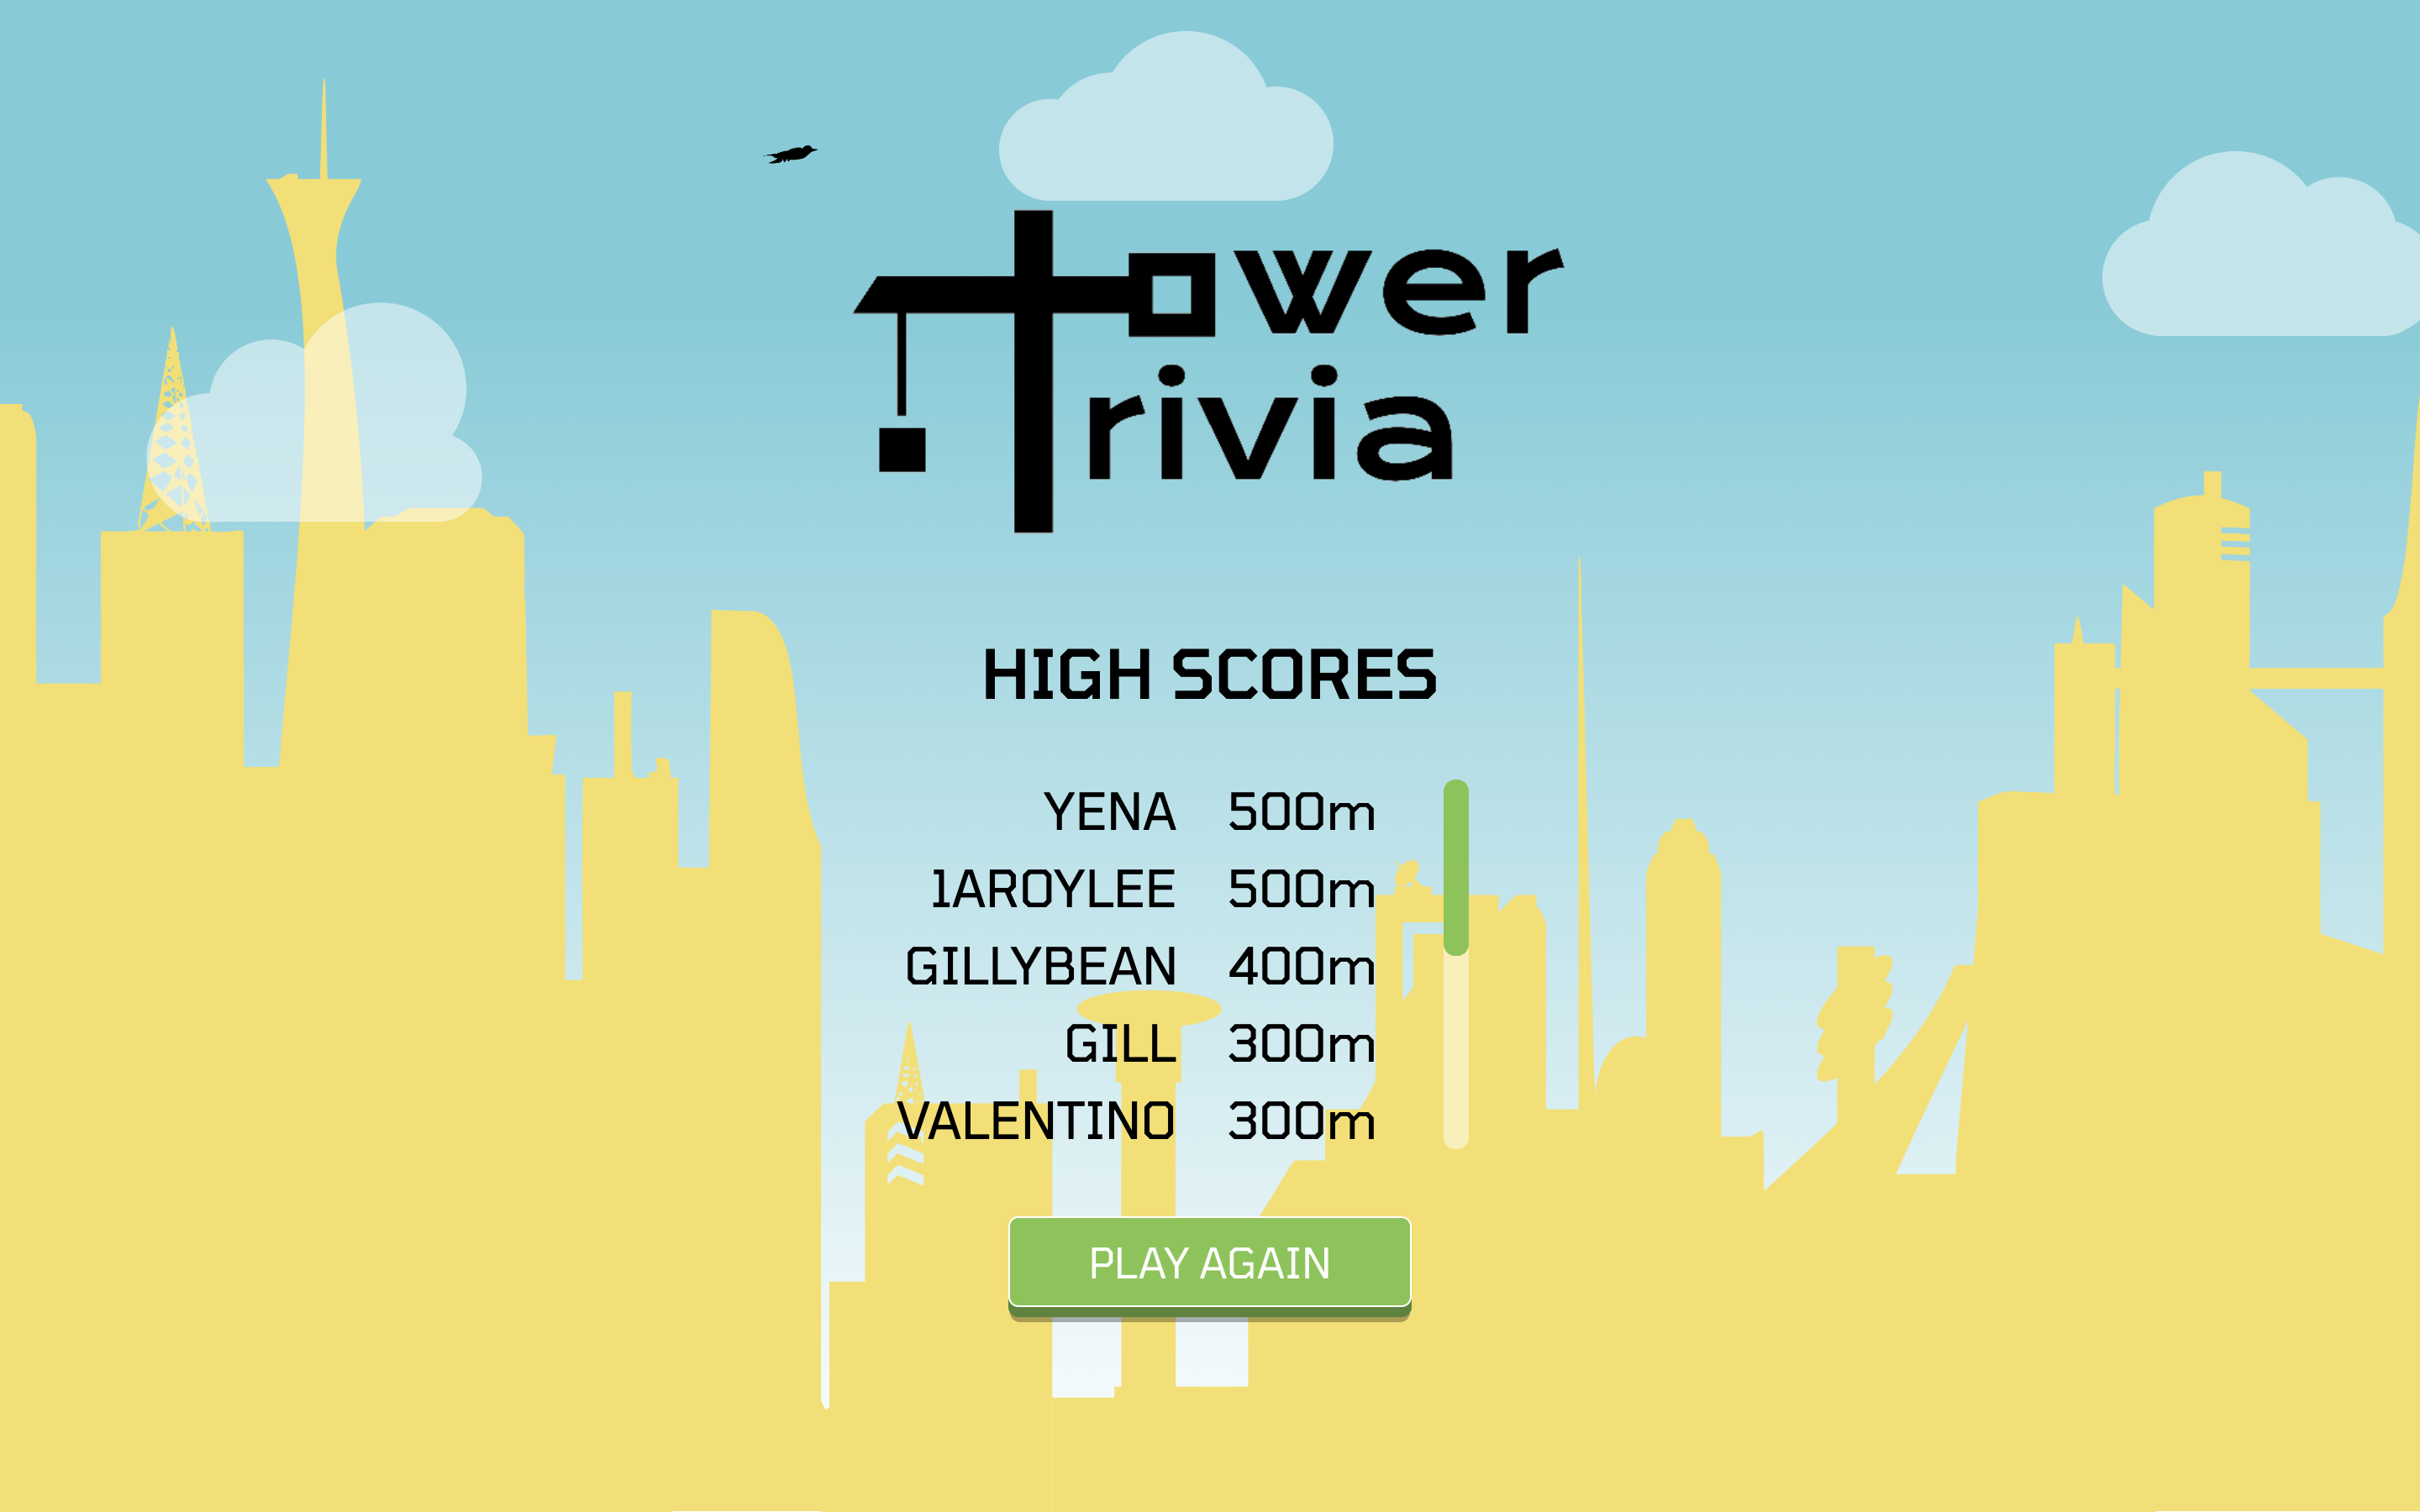 Tower
Trivia
HIGH SCORES
YENA 500m
1AROYLEE 500m
GILLYBEAN 400m
GILL 300m
VALENTINO 300m
PLAY AGAIN